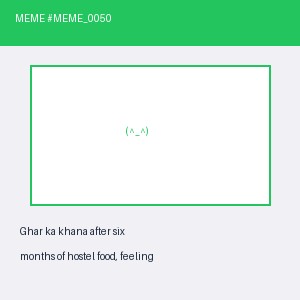 MEME #MEME_0050
(^_^)
Ghar ka khana after six
months of hostel food, feeling